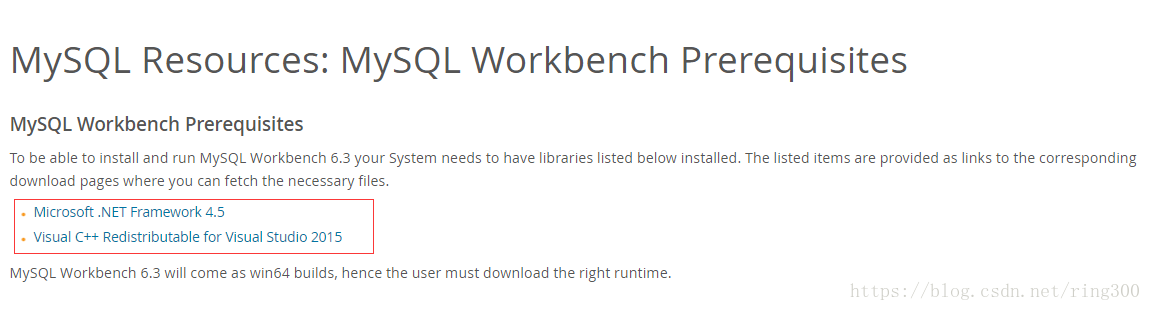 MySQL Resources: MySQL Workbench Prerequisites
MySQL Workbench Prerequisites
To be able to install and run MySQL Workbench 6.3 your System needs to have libraries listed below installed. The listed items are provided as links to the corresponding
download pages where you can fetch the necessary files.
Microsoft .NET Framework 4.5
Visual C++ Redistributable for Visual Studio 2015
MySQL Workbench 6.3 will come as win64 builds, hence the user must download the right runtime.
https://blog.csdn.net/ring300